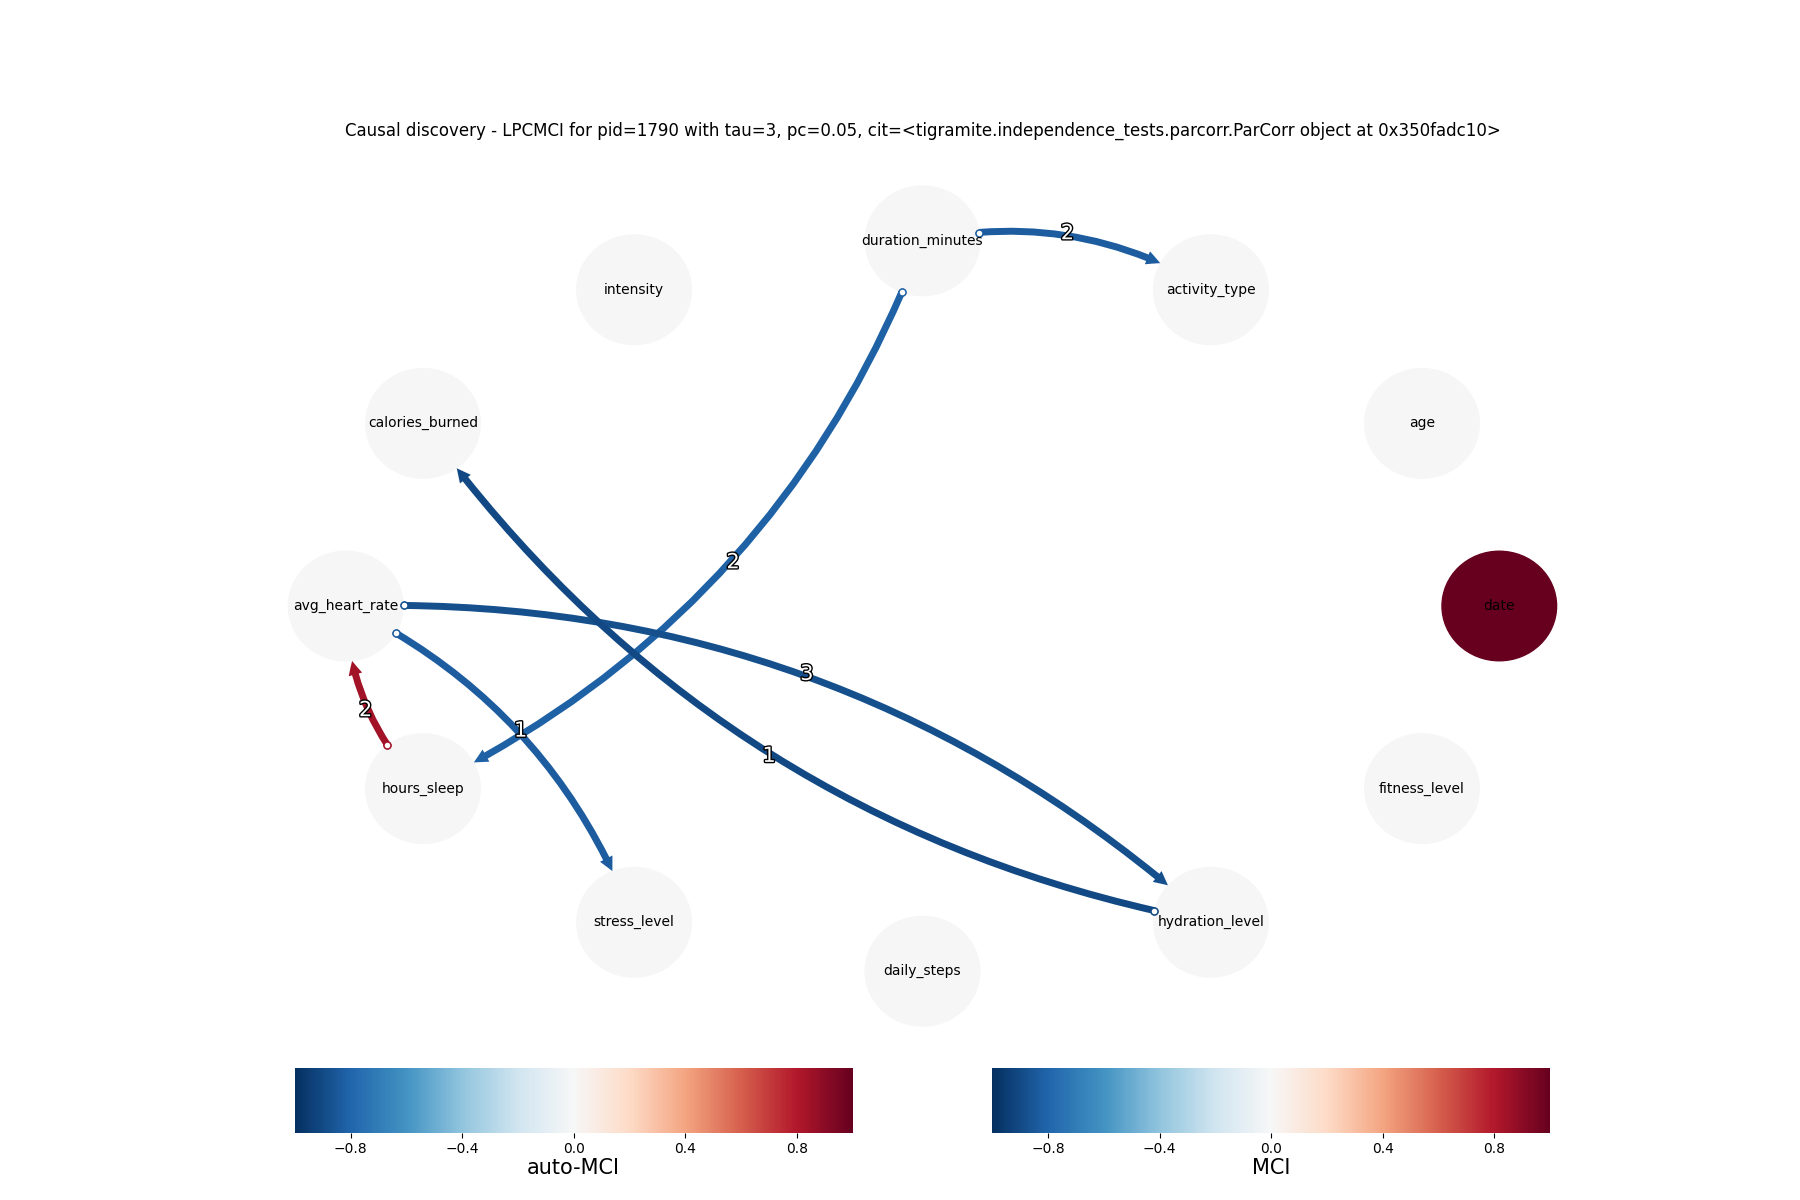 Causal discovery - LPCMCI for pid=1790 with tau=3, pc=0.05, cit=<tigramite.independence_tests.parcorr.ParCorr object at 0x350fadc10>
duration_minutes
2
intensity
activity_type
calories_burned
age
2
avg_heart_rate
date
3
2
1
1
hours_sleep
fitness_level
stress_level
hydration_level
daily_steps
−0.8 −0.4 0.0 0.4 0.8
auto-MCI
−0.8 −0.4 0.0 0.4 0.8
MCI